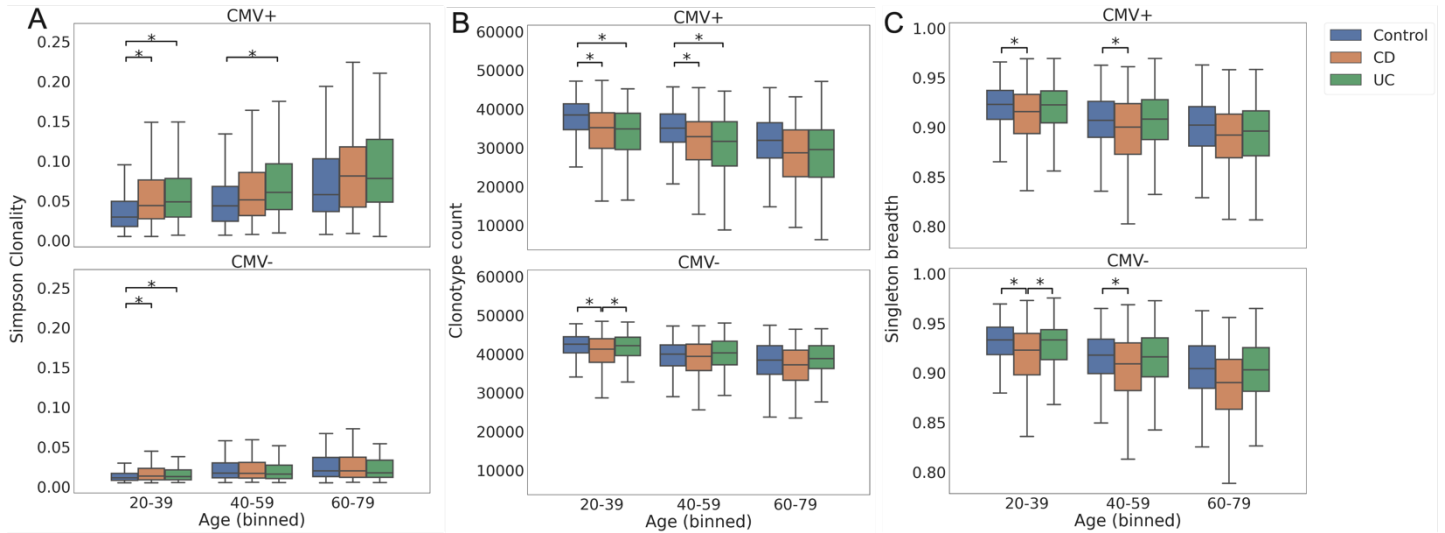 A
CMV+
Simpson Clonality
0.25
0.20
0.15
0.10
0.05
0.00
*
*
*
CMV-
0.25
0.20
0.15
0.10
0.05
0.00
*
*
20-39
40-59
60-79
Age (binned)
B
CMV+
Clonotype count
60000
50000
40000
30000
20000
10000
*
*
*
*
CMV-
60000
50000
40000
30000
20000
10000
* *
20-39
40-59
60-79
Age (binned)
C
CMV+
Singleton breadth
1.00
0.95
0.90
0.85
0.80
*
*
CMV-
1.00
0.95
0.90
0.85
0.80
* * *
20-39
40-59
60-79
Age (binned)
Control
CD
UC